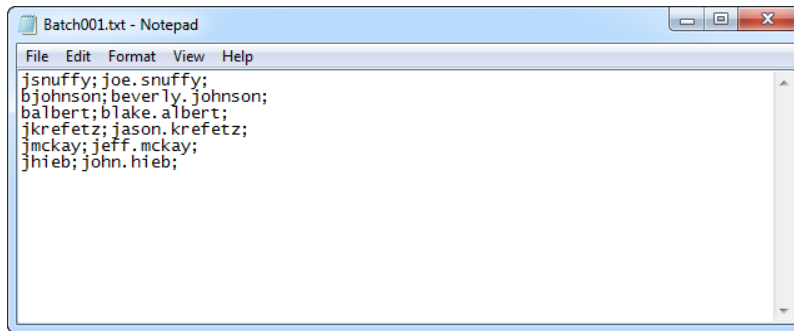 Batch001.txt - Notepad
File Edit Format View Help
jsnuffy;joe.snuffy;
bjohnson;beverly.johnson;
balbert;blake.albert;
jkrefetz;jason.krefetz;
jmckay;jeff.mckay;
jhieb;john.hieb;